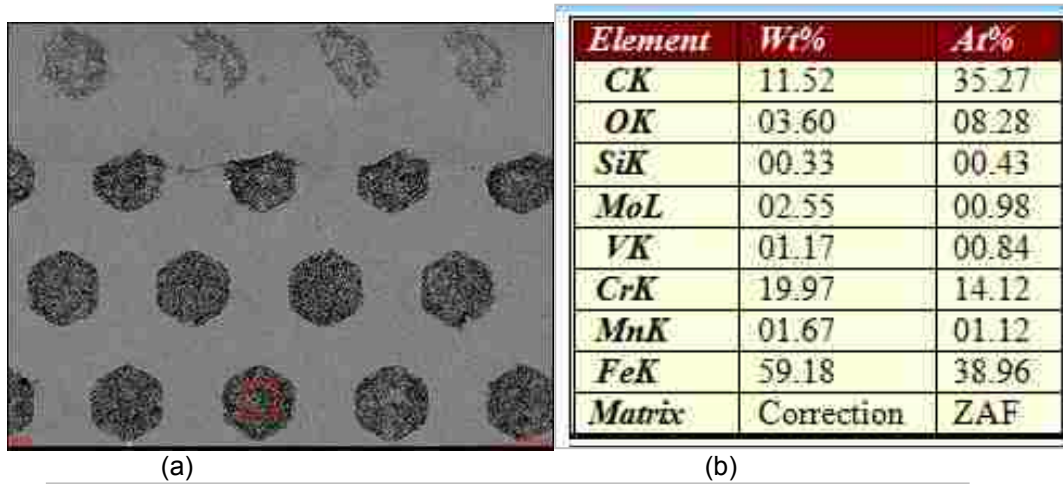 Element Wt% At%
CK 11.52 35.27
OK 03.60 08.28
SiK 00.33 00.43
MoL 02.55 00.98
VK 01.17 00.84
CrK 19.97 14.12
MnK 01.67 01.12
FeK 59.18 38.96
Matrix Correction ZAF
(a) (b)